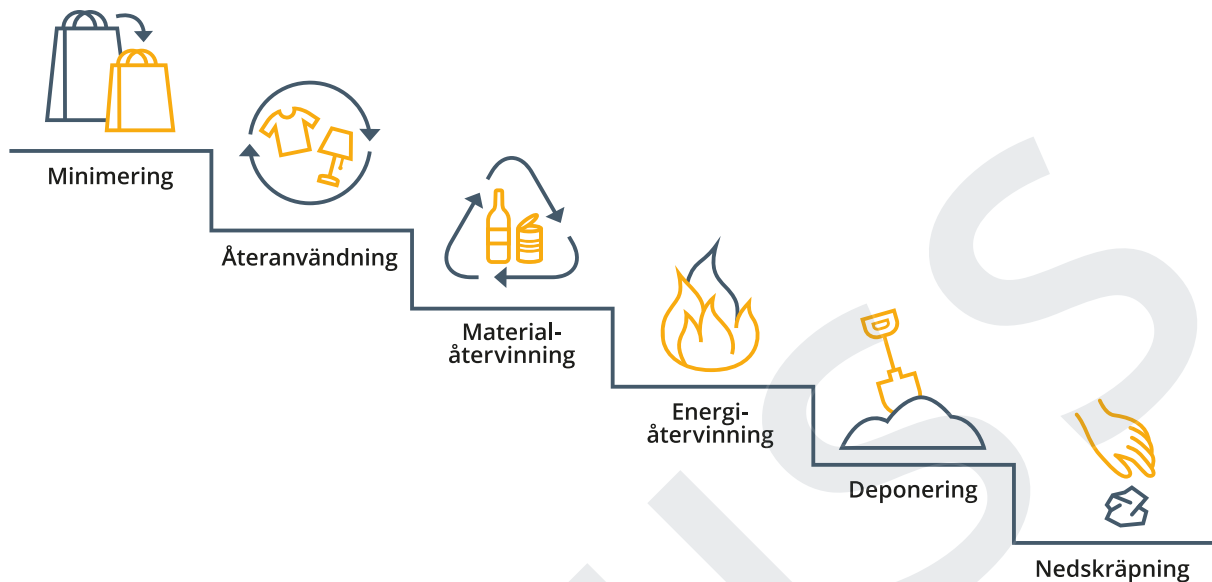 Minimering
Återanvändning
Material-
återvinning
Energi-
återvinning
Deponering
Nedskräpning